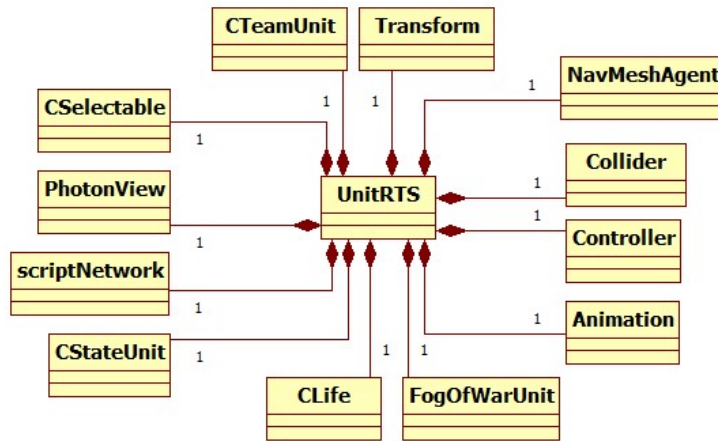 CTeamUnit
Transform
NavMeshAgent
1
1
1
CSelectable
1
Collider
1
PhotonView
UnitRTS
1
1
Controller
scriptNetwork
1
Animation
1
CStateUnit
1
1
1
CLife
FogOfWarUnit